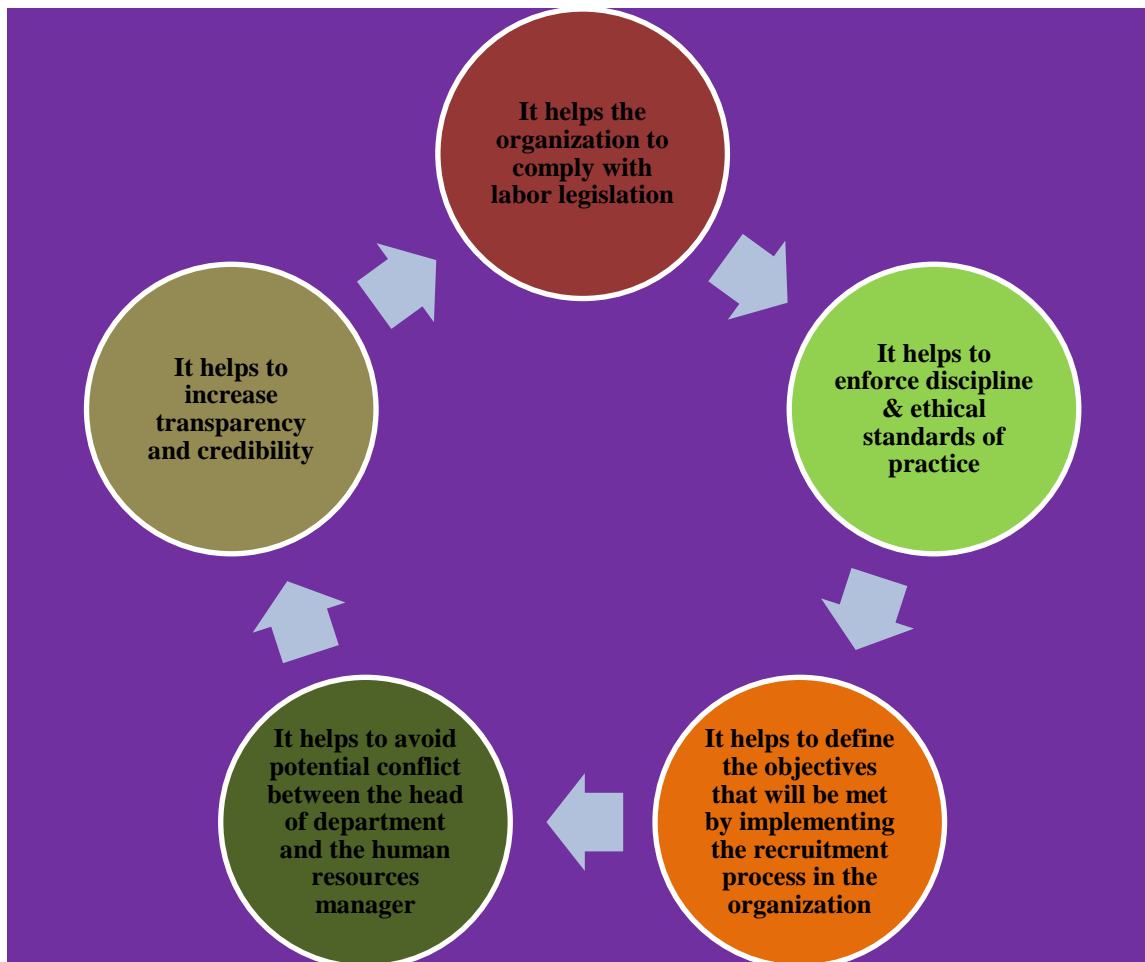 It helps the
organization to
comply with
labor legislation
It helps to
enforce discipline
& ethical
standards of
practice
It helps to define
the objectives
that will be met
by implementing
the recruitment
process in the
organization
It helps to avoid
potential conflict
between the head
of department
and the human
resources
manager
It helps to
increase
transparency
and credibility